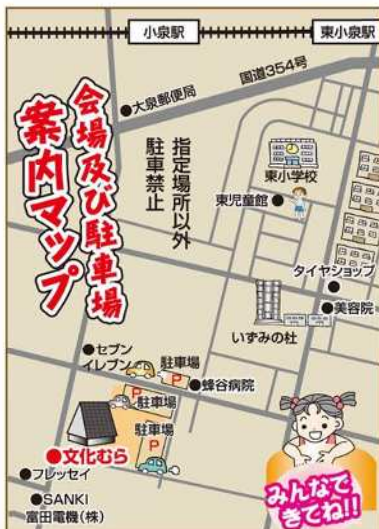 小泉駅
東小泉駅
国道354号
●大泉郵便局
会場及び駐車場
案内マップ
指定場所以外
駐車禁止
東小学校
東児童館●
タイヤショップ
●
●美容院
いずみの杜
●セブン
イレブン
駐車場
P
●蜂谷病院
P
駐車場
駐車場
P
●文化むら
●フレッセイ
●SANKI
富田電機(株)
みんなで
きてね!!